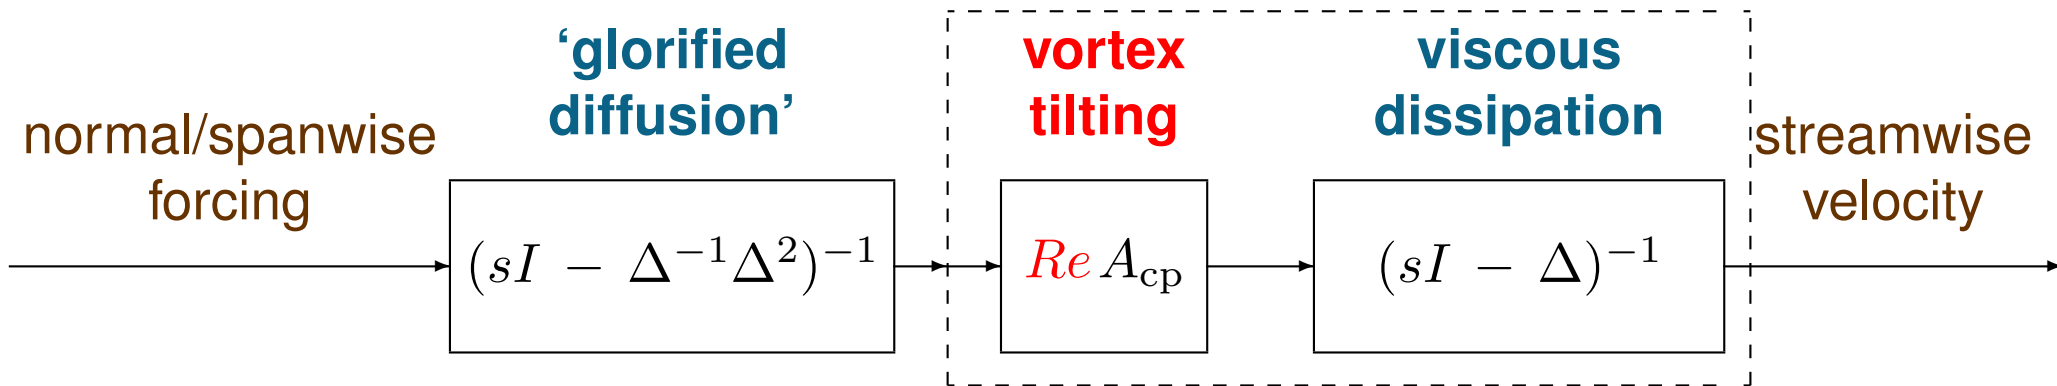 normal/spanwise
forcing
‘glorified
diffusion’
(sI − Δ⁻¹Δ²)⁻¹
vortex
tilting
Re A_cp
viscous
dissipation
(sI − Δ)⁻¹
streamwise
velocity